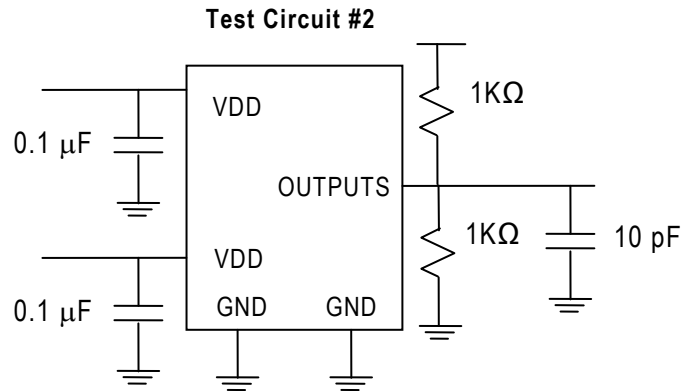 Test Circuit #2
1KΩ
VDD
0.1 μF
OUTPUTS
1KΩ
10 pF
VDD
0.1 μF
GND GND